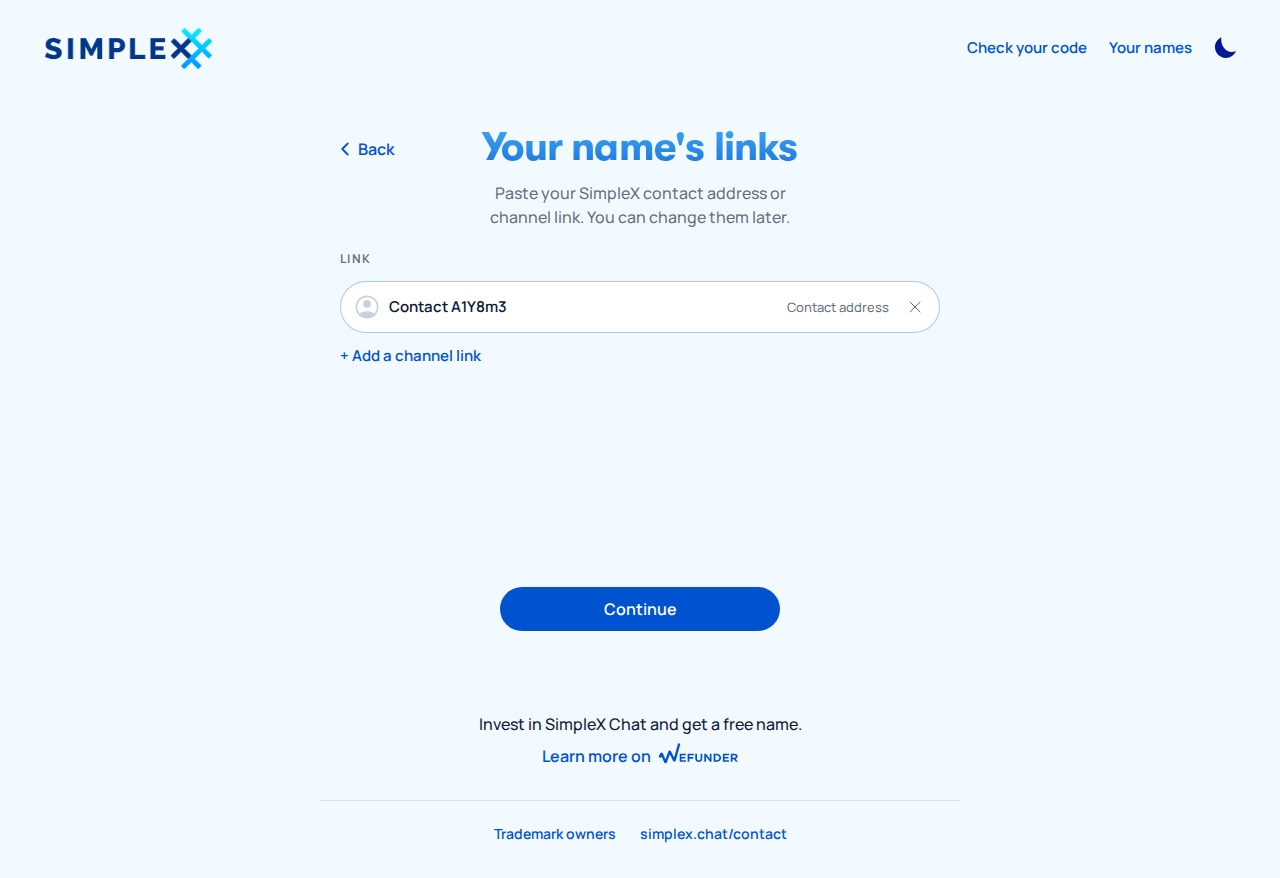 SIMPLEX
Check your code
Your names
Back
Your name's links
Paste your SimpleX contact address or
channel link. You can change them later.
LINK
Contact A1Y8m3
Contact address
+ Add a channel link
Continue
Invest in SimpleX Chat and get a free name.
Learn more on WEFUNDER
Trademark owners
simplex.chat/contact